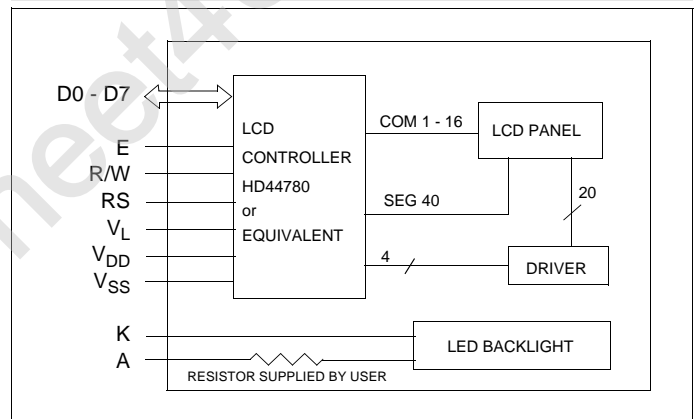 D0 - D7
E
R/W
RS
VL
VDD
VSS
K
A
LCD
CONTROLLER
HD44780
or
EQUIVALENT
COM 1 - 16
SEG 40
4
LCD PANEL
20
DRIVER
LED BACKLIGHT
RESISTOR SUPPLIED BY USER